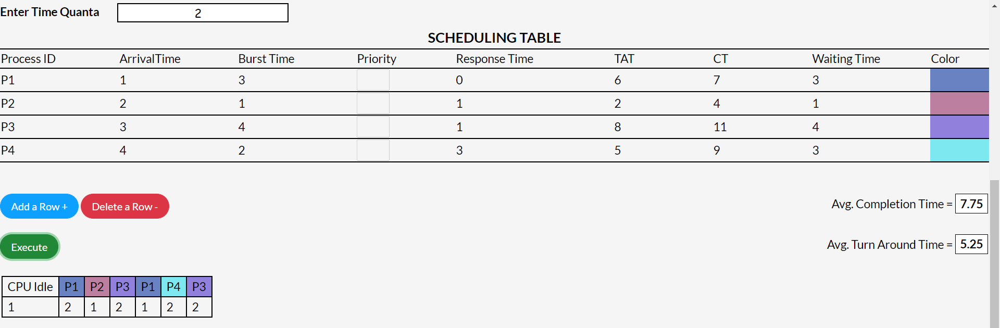 Enter Time Quanta 2
SCHEDULING TABLE
Process ID ArrivalTime Burst Time Priority Response Time TAT CT Waiting Time Color
P1 1 3 0 6 7 3
P2 2 1 1 2 4 1
P3 3 4 1 8 11 4
P4 4 2 3 5 9 3
Add a Row + Delete a Row - Avg. Completion Time = 7.75
Execute Avg. Turn Around Time = 5.25
CPU Idle P1 P2 P3 P1 P4 P3
1 2 1 2 1 2 2